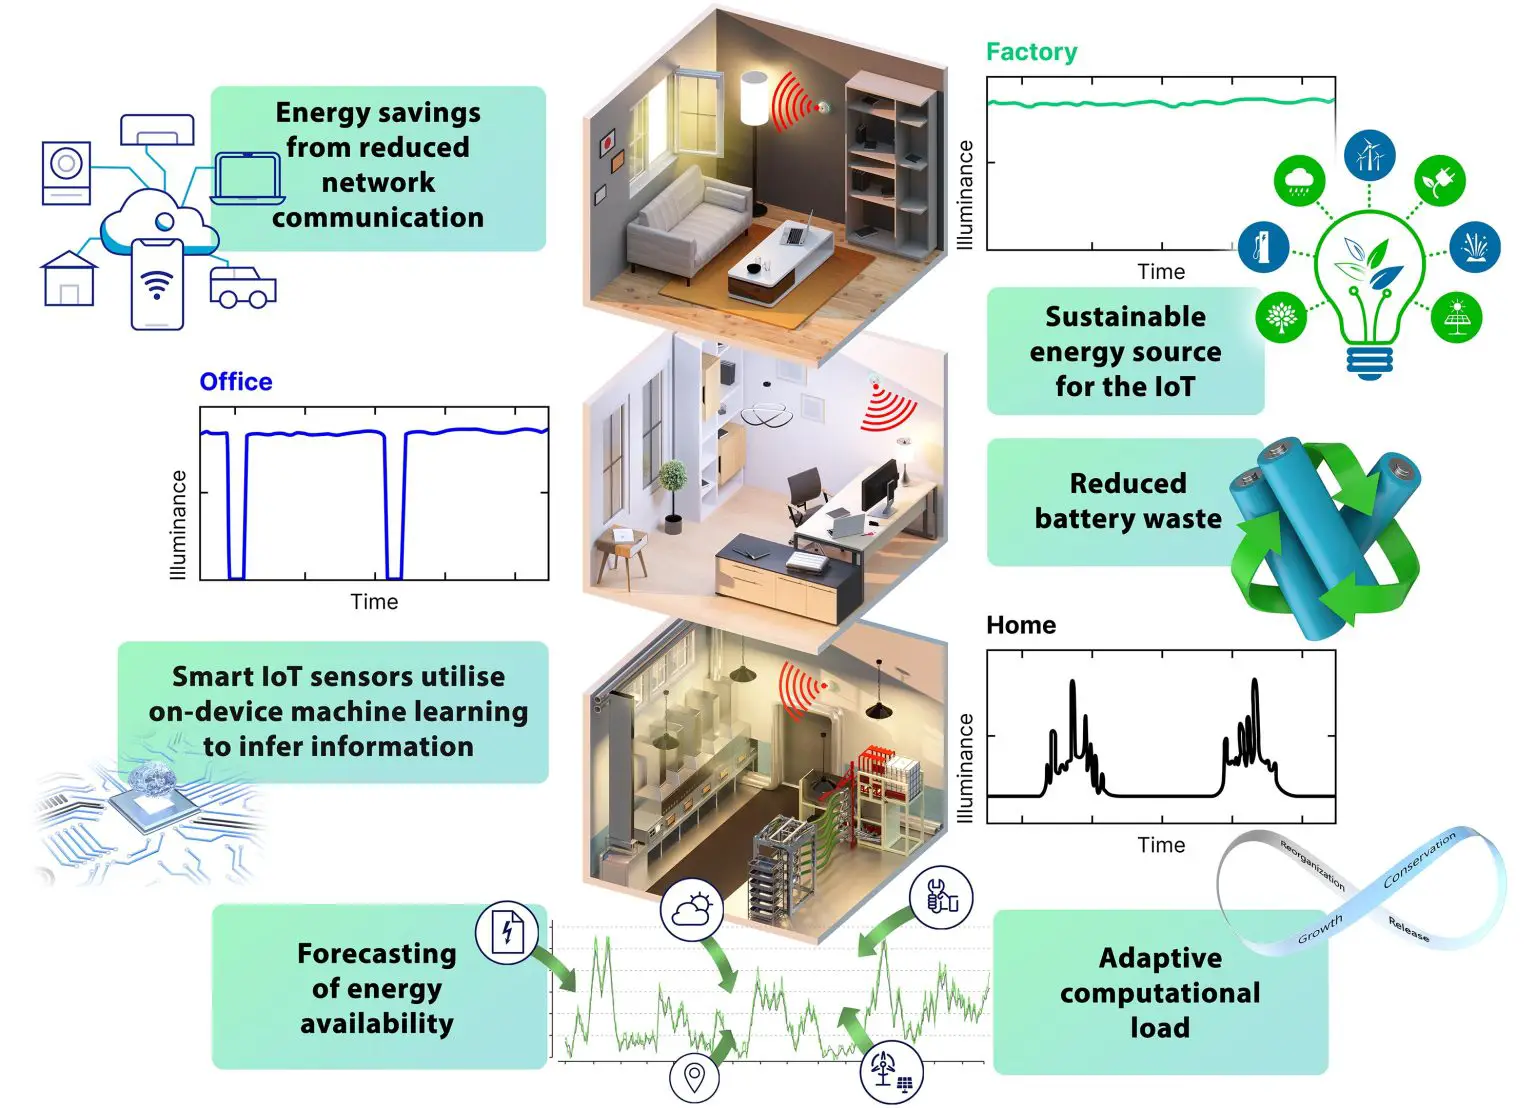 Energy savings
from reduced
network
communication
Factory
Illuminance
Time
Sustainable
energy source
for the IoT
Office
Illuminance
Time
Reduced
battery waste
Home
Illuminance
Time
Smart IoT sensors utilise
on-device machine learning
to infer information
Forecasting
of energy
availability
Adaptive
computational
load
Reorganization
Conservation
Growth
Release